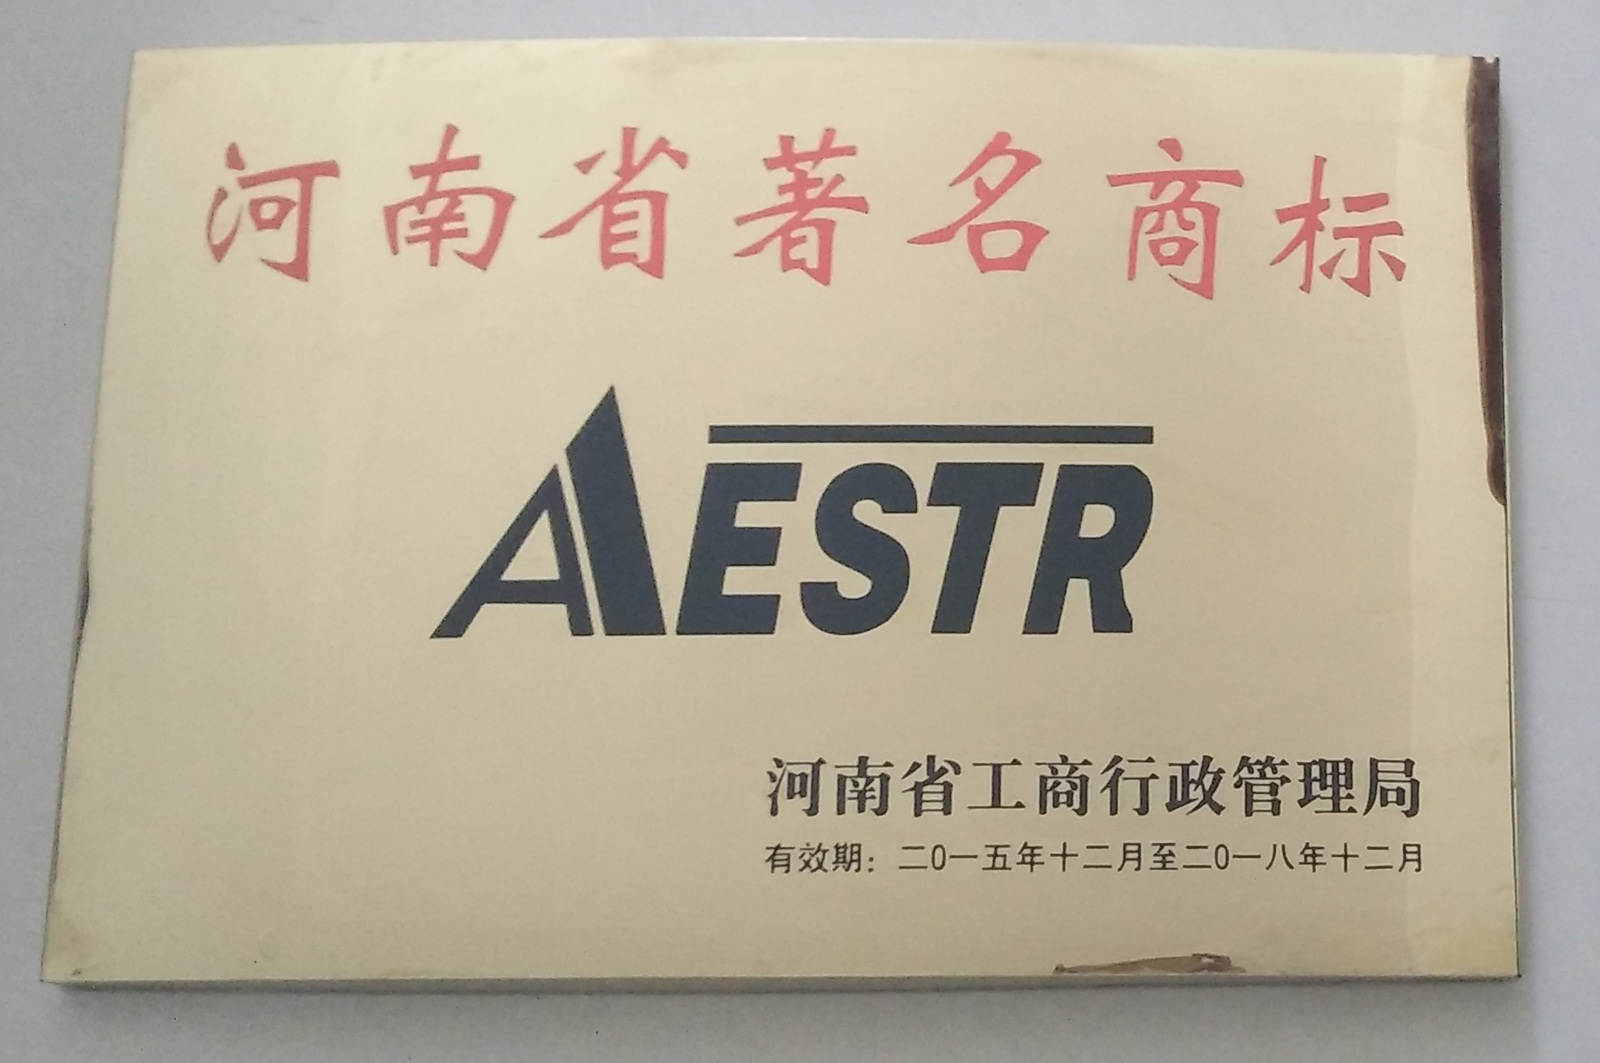 河南省著名商标
AESTR
河南省工商行政管理局
有效期：二0一五年十二月至二0一八年十二月